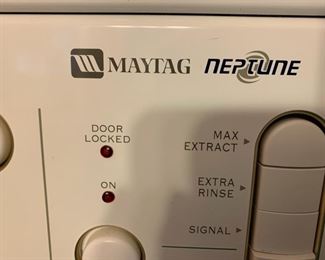 MAYTAG NEPTUNE
DOOR
LOCKED
MAX
EXTRACT
ON
EXTRA
RINSE
SIGNAL